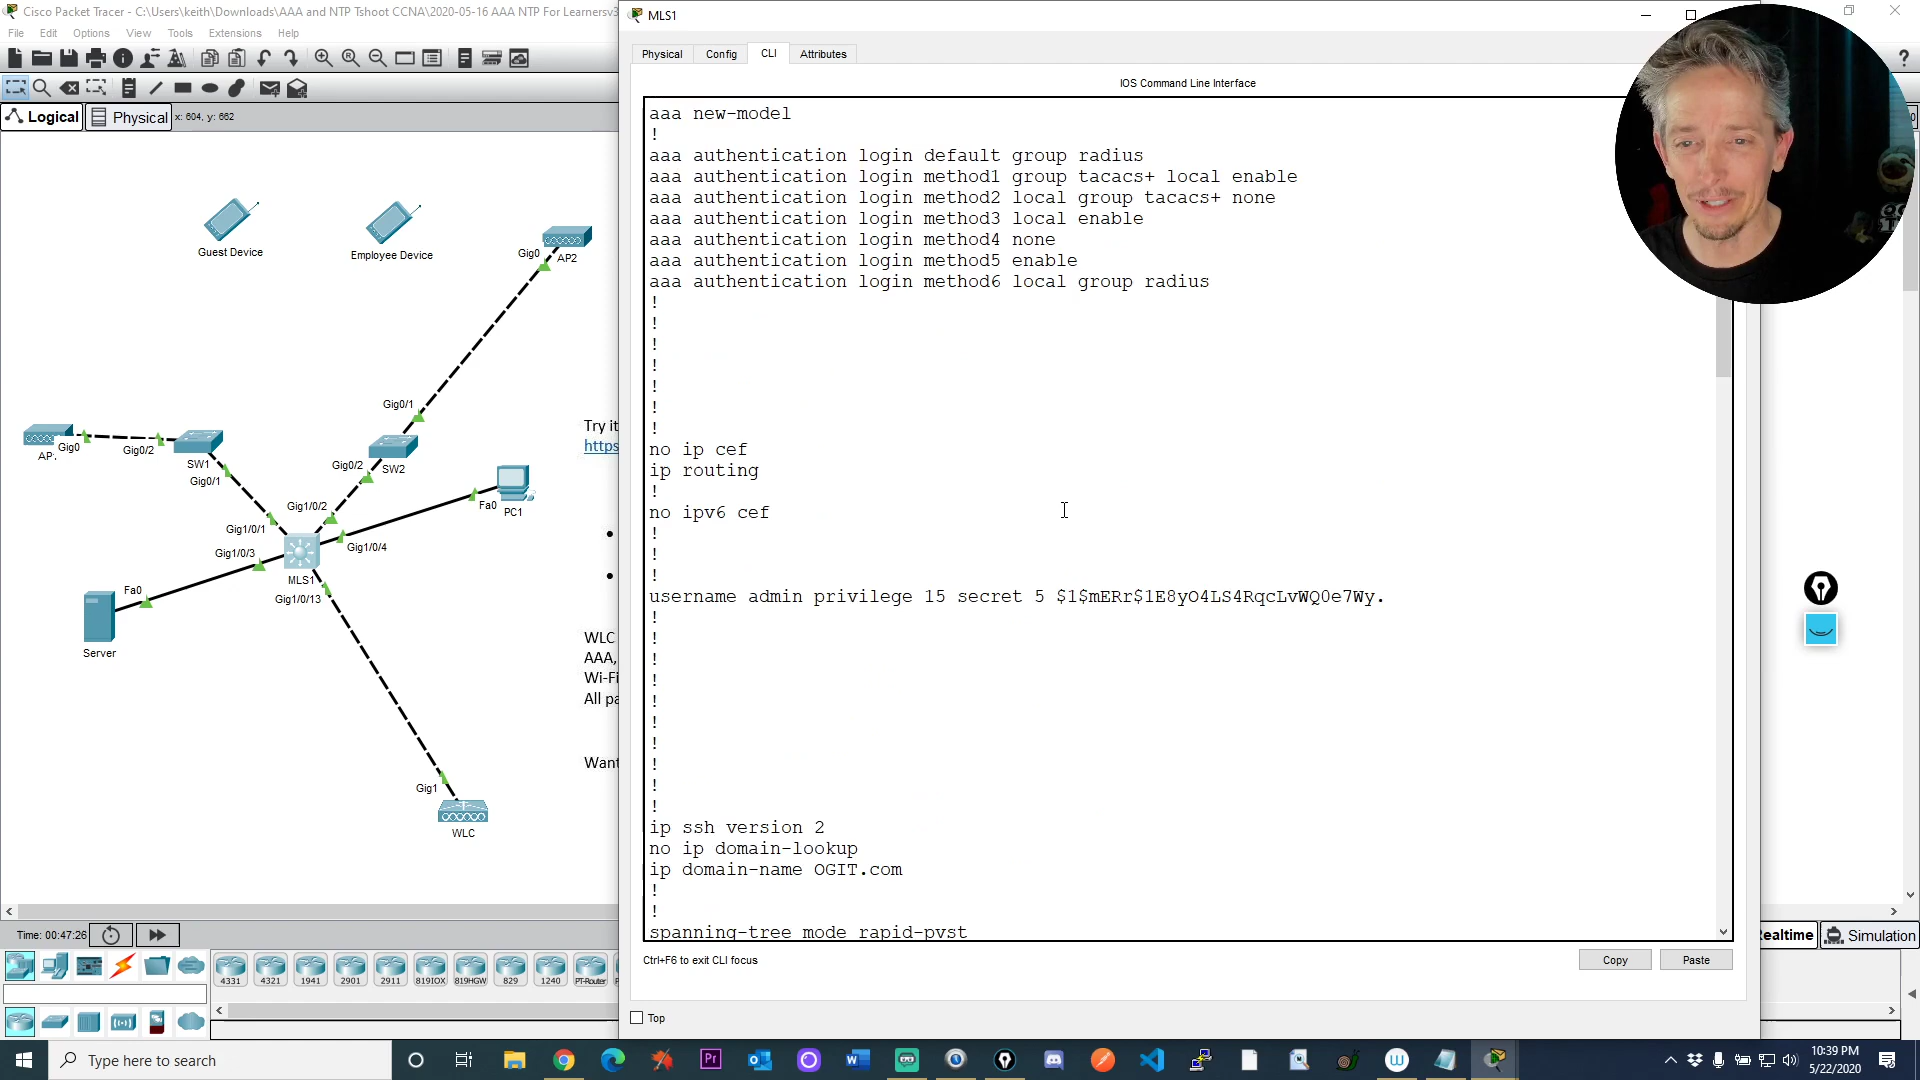 Cisco Packet Tracer - C:\Users\keith\Downloads\AAA and NTP Tshoot CCNA\2020-05-16 AAA NTP For Learnersv3
File Edit Options View Tools Extensions Help
Logical Physical x: 604, y: 662
Guest Device
Employee Device
Gig0
AP2
Gig0/1
Gig0
AP
Gig0/2
SW1
Gig0/1
Gig0/2
SW2
Gig1/0/2
Fa0
PC1
Gig1/0/1
Gig1/0/3
Gig1/0/4
MLS1
Gig1/0/13
Fa0
Server
Gig1
WLC
Try it
https
WLC
AAA,
Wi-Fi
All pa
Want
MLS1
Physical Config CLI Attributes
IOS Command Line Interface
aaa new-model
!
aaa authentication login default group radius
aaa authentication login method1 group tacacs+ local enable
aaa authentication login method2 local group tacacs+ none
aaa authentication login method3 local enable
aaa authentication login method4 none
aaa authentication login method5 enable
aaa authentication login method6 local group radius
!
!
!
!
!
!
!
no ip cef
ip routing
!
no ipv6 cef
!
!
!
username admin privilege 15 secret 5 $1$mERr$1E8yO4LS4RqcLvWQ0e7Wy.
!
!
!
!
!
!
!
!
!
!
ip ssh version 2
no ip domain-lookup
ip domain-name OGIT.com
!
!
spanning-tree mode rapid-pvst
Ctrl+F6 to exit CLI focus
Copy Paste
Top
Time: 00:47:26
Realtime Simulation
4331 4321 1941 2901 2911 819IOX 819HGW 829 1240 PT-Router
Type here to search
10:39 PM
5/22/2020